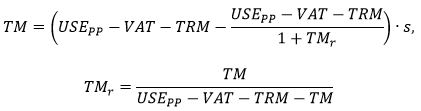 TM = (USE_PP − VAT − TRM − (USE_PP − VAT − TRM)/(1 + TM_r)) · s,
TM_r = TM/(USE_PP − VAT − TRM − TM)